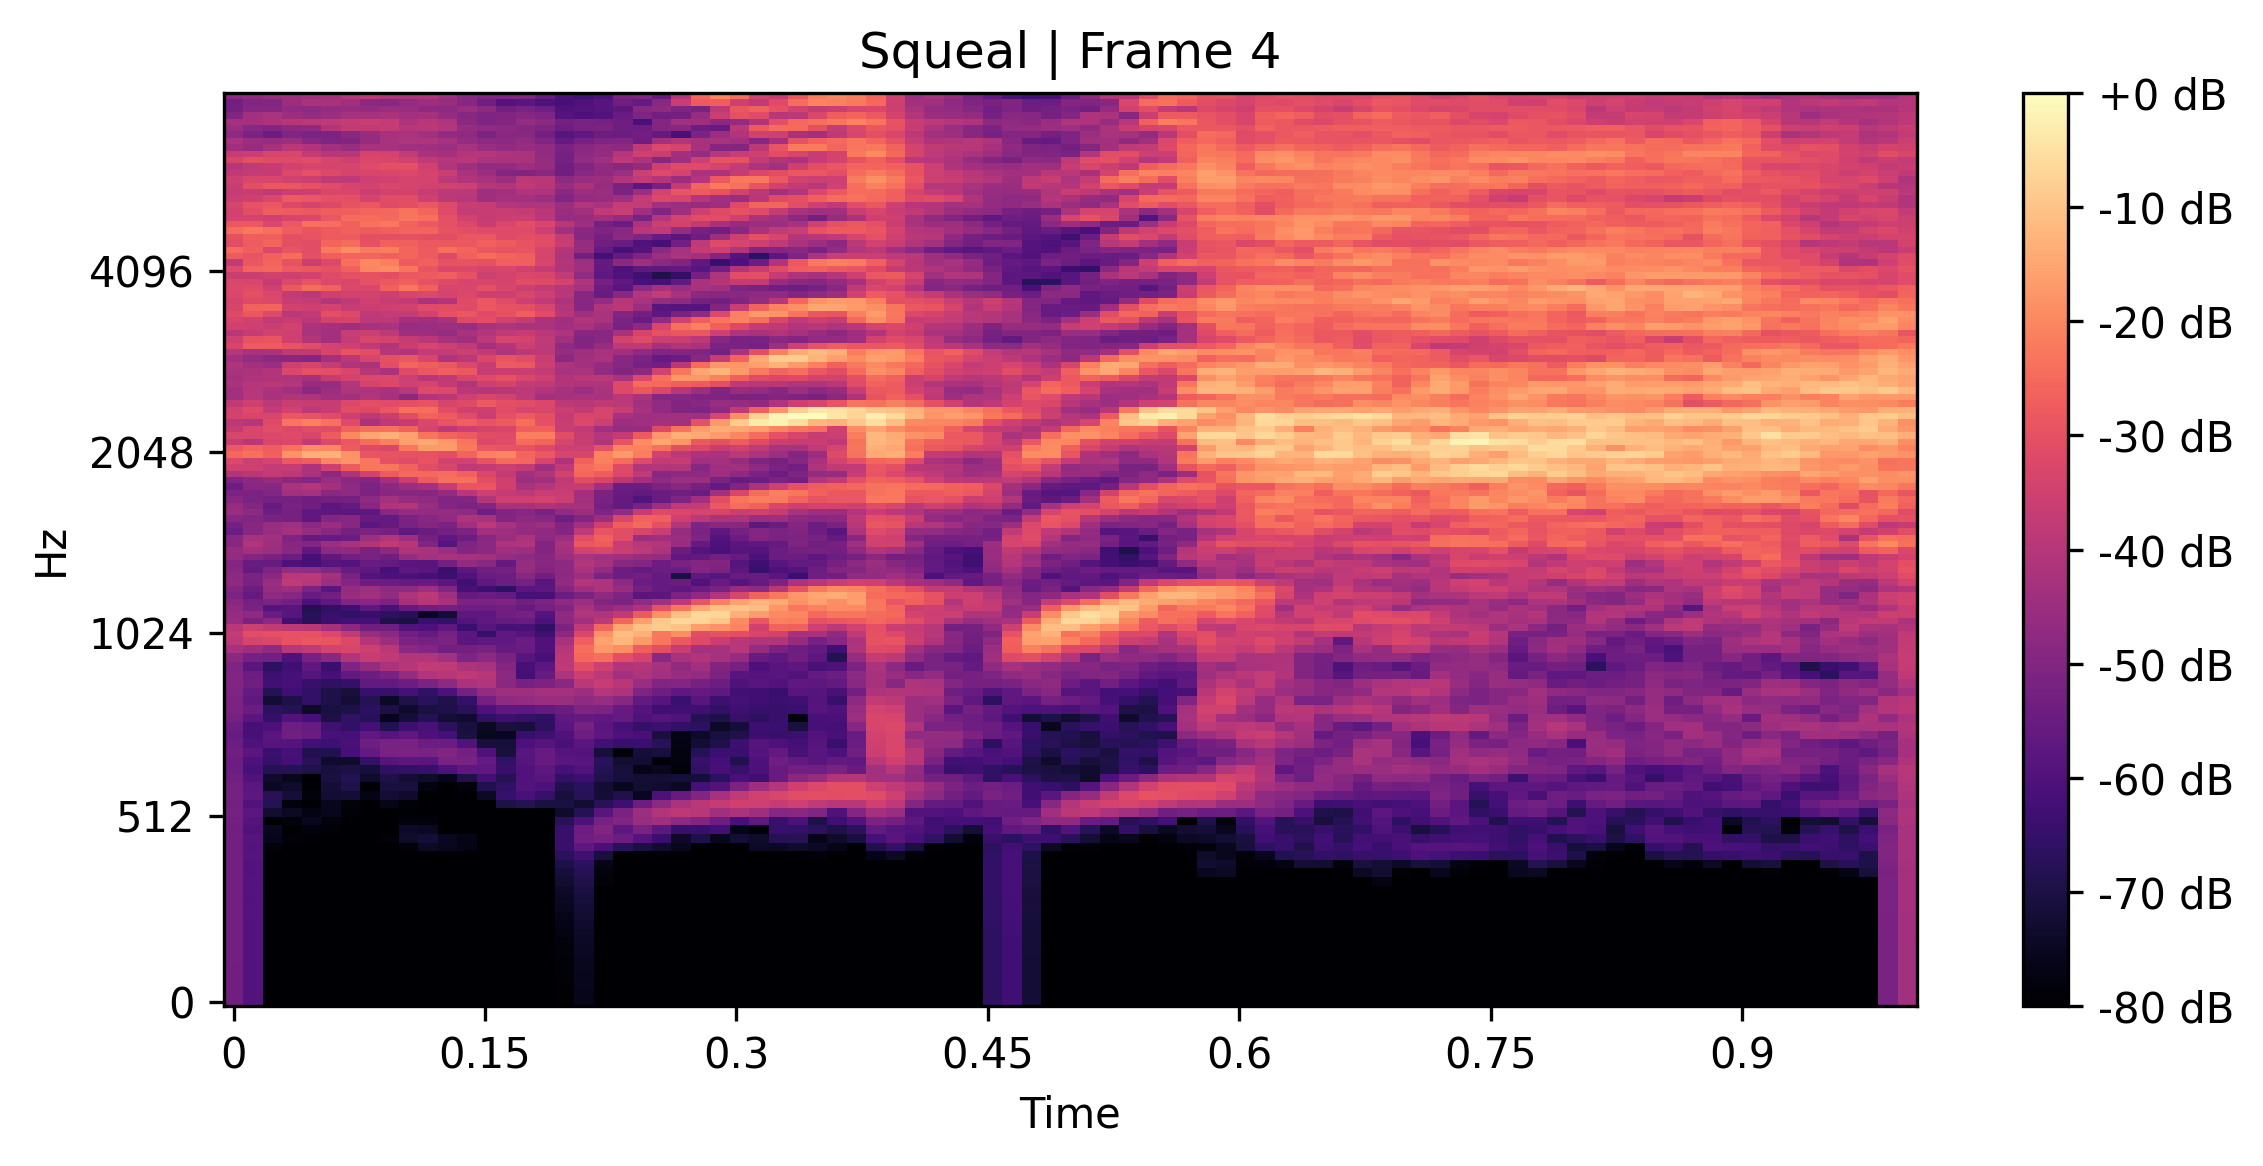 Squeal | Frame 4
+0 dB
-10 dB
-20 dB
-30 dB
-40 dB
-50 dB
-60 dB
-70 dB
-80 dB
Hz
4096
2048
1024
512
0
0 0.15 0.3 0.45 0.6 0.75 0.9
Time